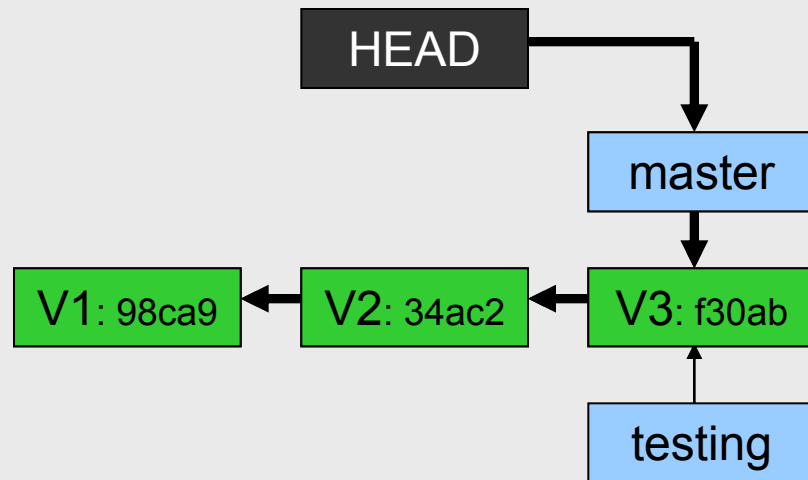 HEAD
master
V1: 98ca9
V2: 34ac2
V3: f30ab
testing